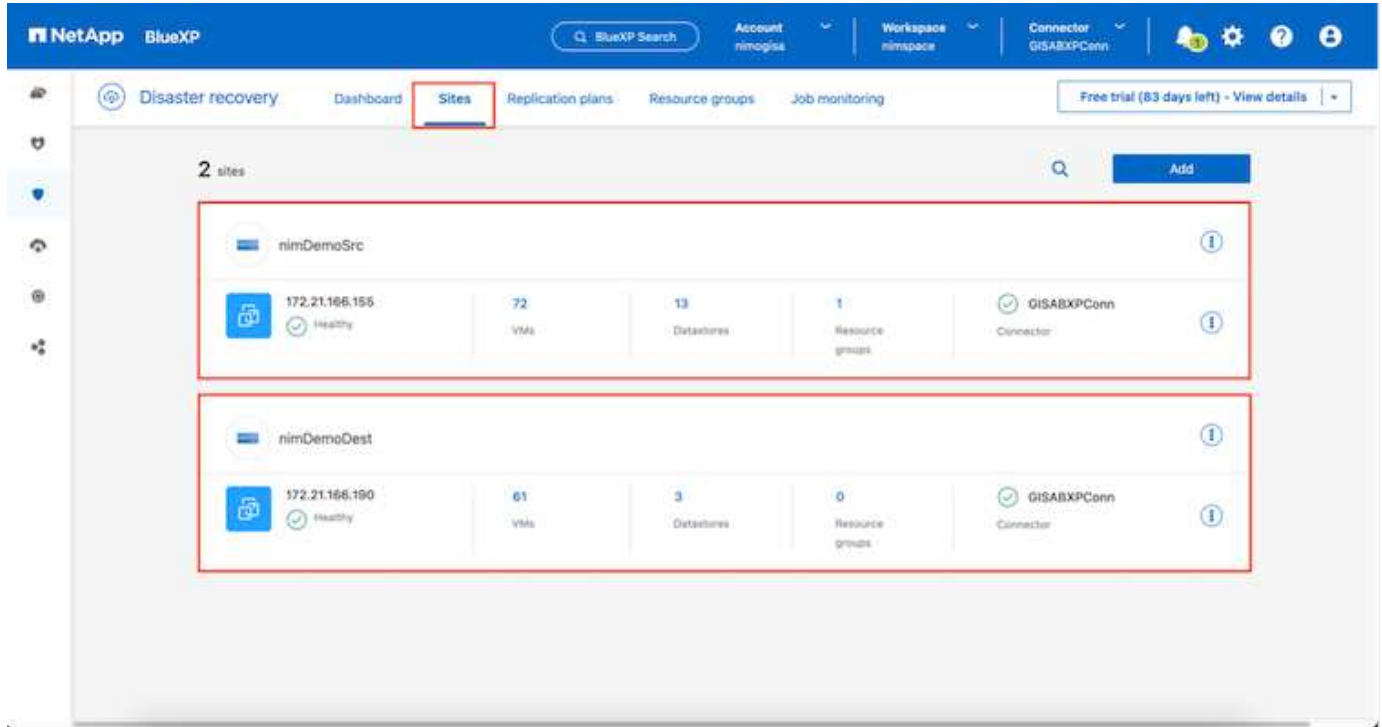 NetApp BlueXP
BlueXP Search
Account
nimogisa
Workspace
nimspace
Connector
GISABXPConn
1
Disaster recovery
Dashboard
Sites
Replication plans
Resource groups
Job monitoring
Free trial (83 days left) - View details
2 sites
Add
nimDemoSrc
172.21.166.155
Healthy
72
VMs
13
Datastores
1
Resource
groups
GISABXPConn
Connector
nimDemoDest
172.21.166.190
Healthy
61
VMs
3
Datastores
0
Resource
groups
GISABXPConn
Connector